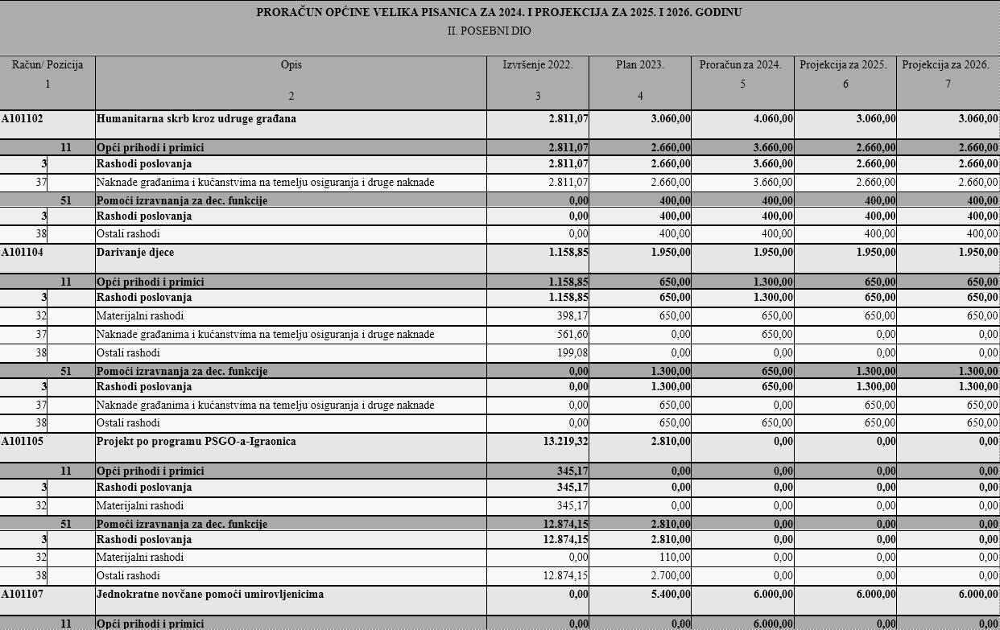 PRORAČUN OPĆINE VELIKA PISANICA ZA 2024. I PROJEKCIJA ZA 2025. I 2026. GODINU
II. POSEBNI DIO
Račun/ Pozicija Opis Izvršenje 2022. Plan 2023. Proračun za 2024. Projekcija za 2025. Projekcija za 2026.
1 2 3 4 5 6 7
A101102 Humanitarna skrb kroz udruge građana 2.811,07 3.060,00 4.060,00 3.060,00 3.060,00
11 Opći prihodi i primici 2.811,07 2.660,00 3.660,00 2.660,00 2.660,00
3 Rashodi poslovanja 2.811,07 2.660,00 3.660,00 2.660,00 2.660,00
37 Naknade građanima i kućanstvima na temelju osiguranja i druge naknade 2.811,07 2.660,00 3.660,00 2.660,00 2.660,00
51 Pomoći izravnanja za dec. funkcije 0,00 400,00 400,00 400,00 400,00
3 Rashodi poslovanja 0,00 400,00 400,00 400,00 400,00
38 Ostali rashodi 0,00 400,00 400,00 400,00 400,00
A101104 Darivanje djece 1.158,85 1.950,00 1.950,00 1.950,00 1.950,00
11 Opći prihodi i primici 1.158,85 650,00 1.300,00 650,00 650,00
3 Rashodi poslovanja 1.158,85 650,00 1.300,00 650,00 650,00
32 Materijalni rashodi 398,17 650,00 650,00 650,00 650,00
37 Naknade građanima i kućanstvima na temelju osiguranja i druge naknade 561,60 0,00 650,00 0,00 0,00
38 Ostali rashodi 199,08 0,00 0,00 0,00 0,00
51 Pomoći izravnanja za dec. funkcije 0,00 1.300,00 650,00 1.300,00 1.300,00
3 Rashodi poslovanja 0,00 1.300,00 650,00 1.300,00 1.300,00
37 Naknade građanima i kućanstvima na temelju osiguranja i druge naknade 0,00 650,00 0,00 650,00 650,00
38 Ostali rashodi 0,00 650,00 650,00 650,00 650,00
A101105 Projekt po programu PSGO-a-Igraonica 13.219,32 2.810,00 0,00 0,00 0,00
11 Opći prihodi i primici 345,17 0,00 0,00 0,00 0,00
3 Rashodi poslovanja 345,17 0,00 0,00 0,00 0,00
32 Materijalni rashodi 345,17 0,00 0,00 0,00 0,00
51 Pomoći izravnanja za dec. funkcije 12.874,15 2.810,00 0,00 0,00 0,00
3 Rashodi poslovanja 12.874,15 2.810,00 0,00 0,00 0,00
32 Materijalni rashodi 0,00 110,00 0,00 0,00 0,00
38 Ostali rashodi 12.874,15 2.700,00 0,00 0,00 0,00
A101107 Jednokratne novčane pomoći umirovljenicima 0,00 5.400,00 6.000,00 6.000,00 6.000,00
11 Opći prihodi i primici 0,00 0,00 6.000,00 0,00 0,00